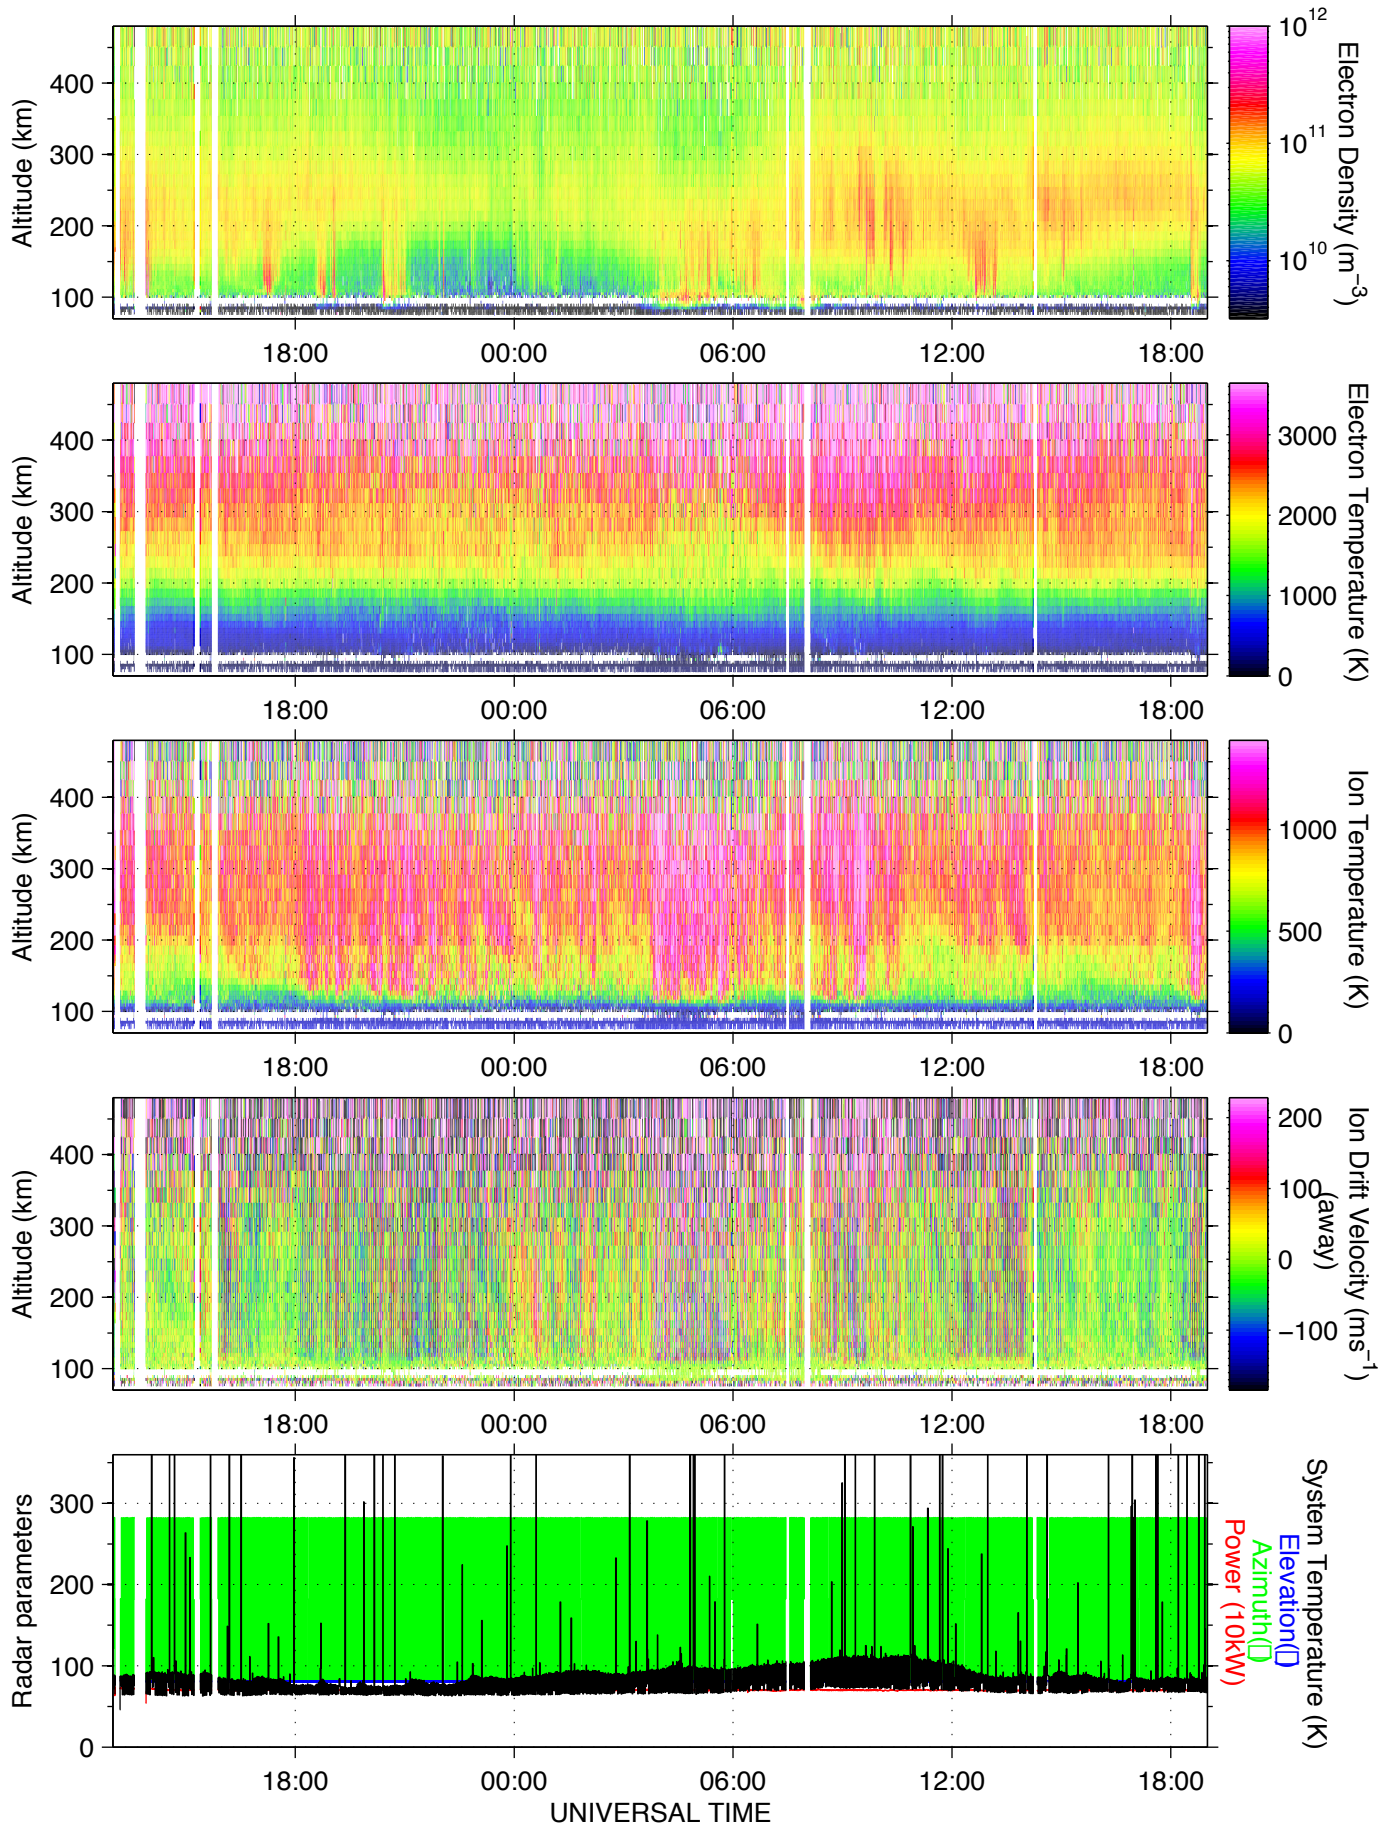 400
300
200
100
Altitude (km)
18:00 00:00 06:00 12:00 18:00
10^12
10^11
10^10
Electron Density (m^−3)
400
300
200
100
Altitude (km)
18:00 00:00 06:00 12:00 18:00
3000
2000
1000
0
Electron Temperature (K)
400
300
200
100
Altitude (km)
18:00 00:00 06:00 12:00 18:00
1000
500
0
Ion Temperature (K)
400
300
200
100
Altitude (km)
18:00 00:00 06:00 12:00 18:00
200
100
0
−100
Ion Drift Velocity (ms^−1)
(away)
300
200
100
0
Radar parameters
18:00 00:00 06:00 12:00 18:00
UNIVERSAL TIME
System Temperature (K)
Elevation(▯)
Azimuth(▯)
Power (10kW)